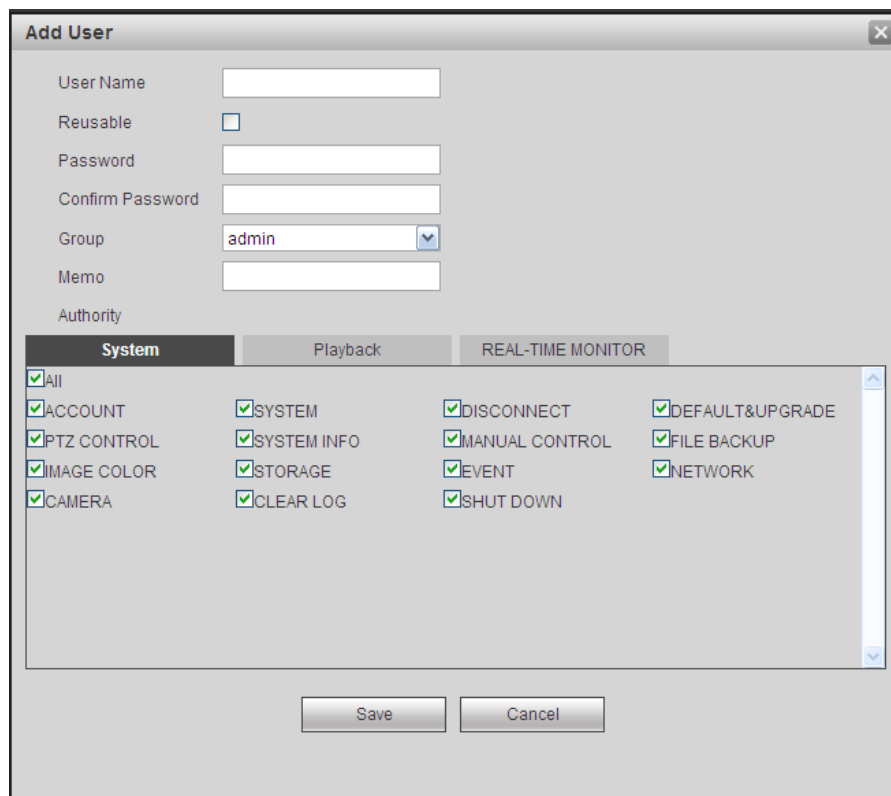 Add User
User Name
Reusable
Password
Confirm Password
Group admin
Memo
Authority
System Playback REAL-TIME MONITOR
All
ACCOUNT SYSTEM DISCONNECT DEFAULT&UPGRADE
PTZ CONTROL SYSTEM INFO MANUAL CONTROL FILE BACKUP
IMAGE COLOR STORAGE EVENT NETWORK
CAMERA CLEAR LOG SHUT DOWN
Save Cancel